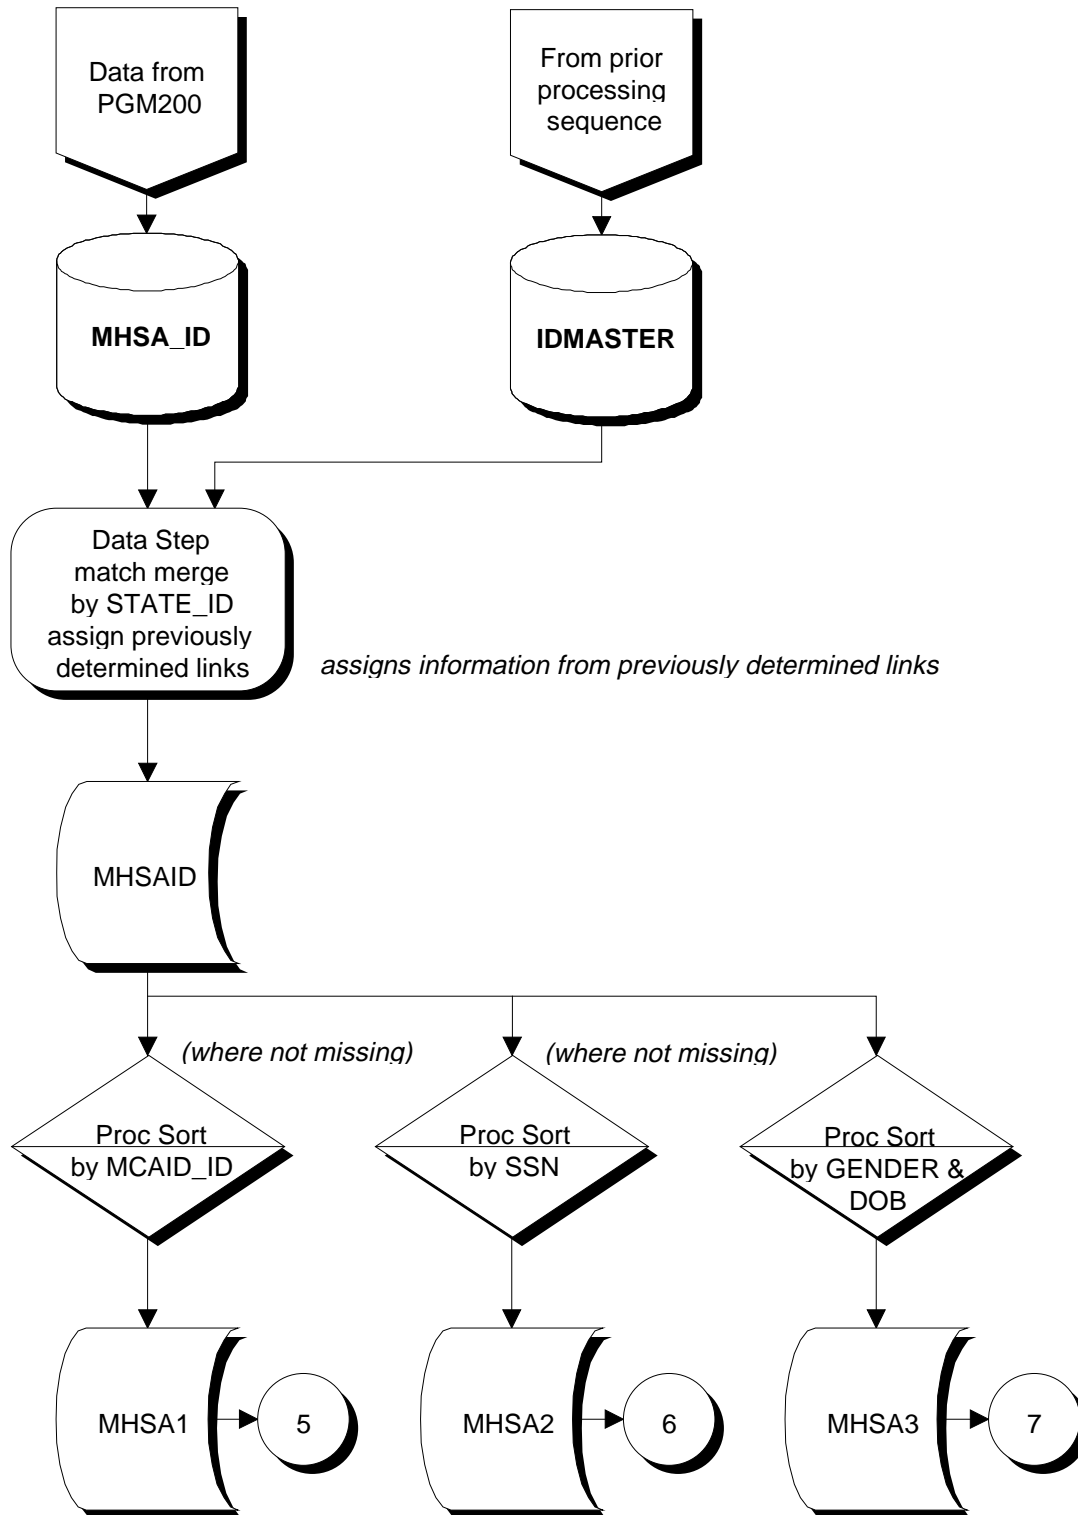 Data from
PGM200
From prior
processing
sequence
MHSA_ID
IDMASTER
Data Step
match merge
by STATE_ID
assign previously
determined links
assigns information from previously determined links
MHSAID
(where not missing)
(where not missing)
Proc Sort
by MCAID_ID
Proc Sort
by SSN
Proc Sort
by GENDER &
DOB
MHSA1
5
MHSA2
6
MHSA3
7